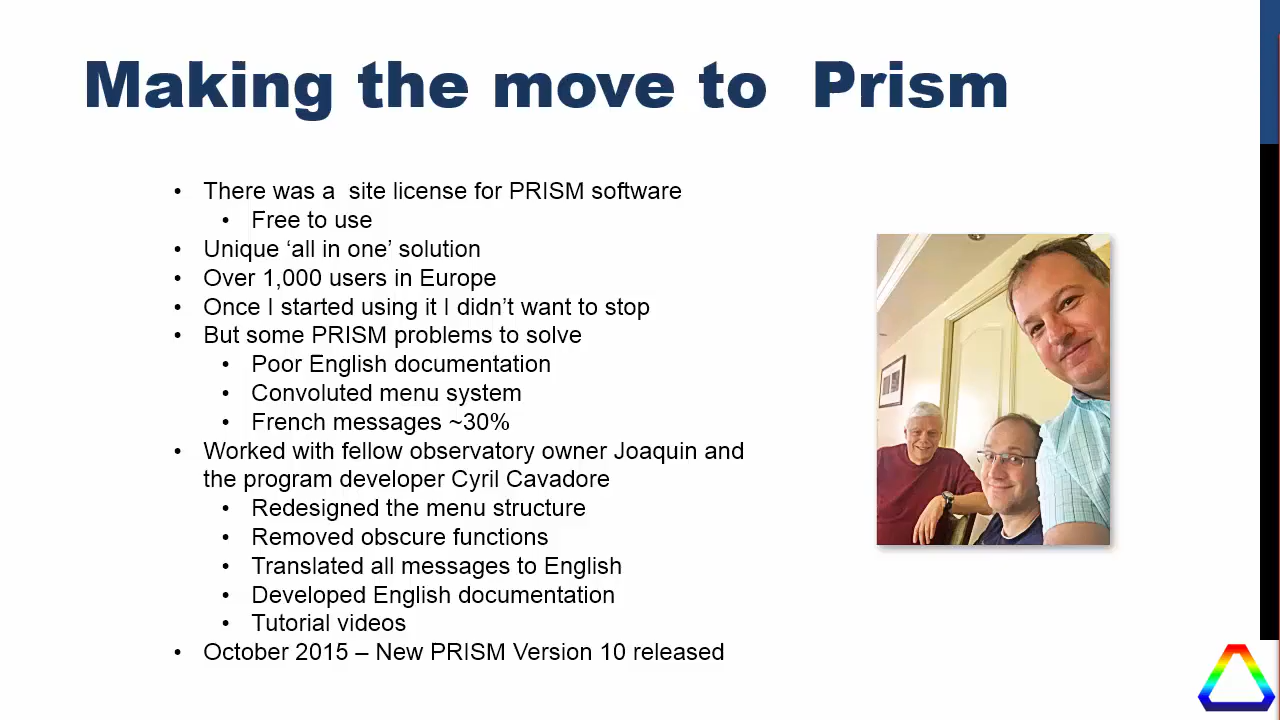 Making the move to  Prism
• There was a  site license for PRISM software
• Free to use
• Unique ‘all in one’ solution
• Over 1,000 users in Europe
• Once I started using it I didn’t want to stop
• But some PRISM problems to solve
• Poor English documentation
• Convoluted menu system
• French messages ~30%
• Worked with fellow observatory owner Joaquin and
the program developer Cyril Cavadore
• Redesigned the menu structure
• Removed obscure functions
• Translated all messages to English
• Developed English documentation
• Tutorial videos
• October 2015 – New PRISM Version 10 released